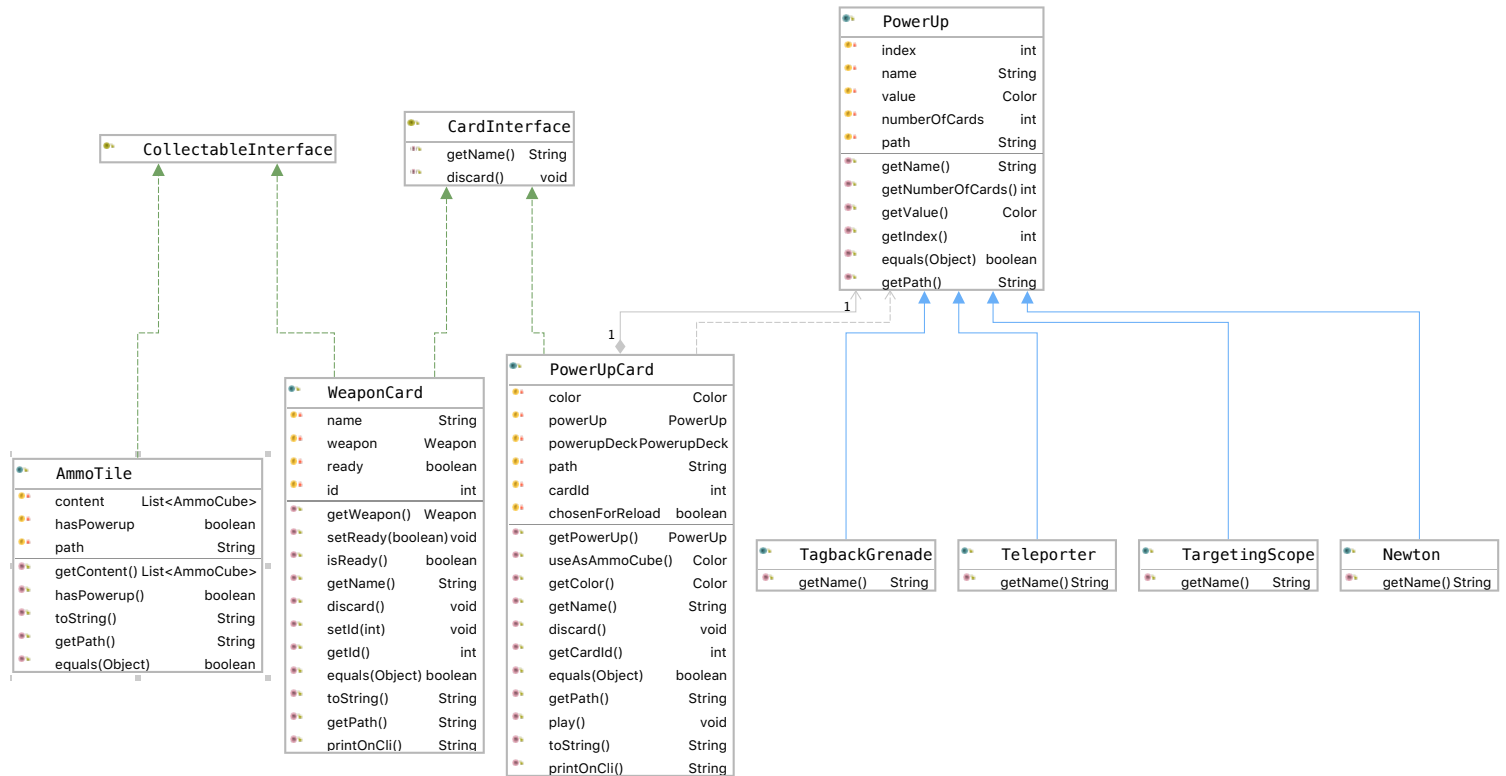 PowerUp
index int
name String
value Color
numberOfCards int
path String
getName() String
getNumberOfCards() int
getValue() Color
getIndex() int
equals(Object) boolean
getPath() String
CollectableInterface
CardInterface
getName() String
discard() void
1
1
AmmoTile
content List<AmmoCube>
hasPowerup boolean
path String
getContent() List<AmmoCube>
hasPowerup() boolean
toString() String
getPath() String
equals(Object) boolean
WeaponCard
name String
weapon Weapon
ready boolean
id int
getWeapon() Weapon
setReady(boolean) void
isReady() boolean
getName() String
discard() void
setId(int) void
getId() int
equals(Object) boolean
toString() String
getPath() String
printOnCli() String
PowerUpCard
color Color
powerUp PowerUp
powerupDeck PowerupDeck
path String
cardId int
chosenForReload boolean
getPowerUp() PowerUp
useAsAmmoCube() Color
getColor() Color
getName() String
discard() void
getCardId() int
equals(Object) boolean
getPath() String
play() void
toString() String
printOnCli() String
TagbackGrenade
getName() String
Teleporter
getName() String
TargetingScope
getName() String
Newton
getName() String